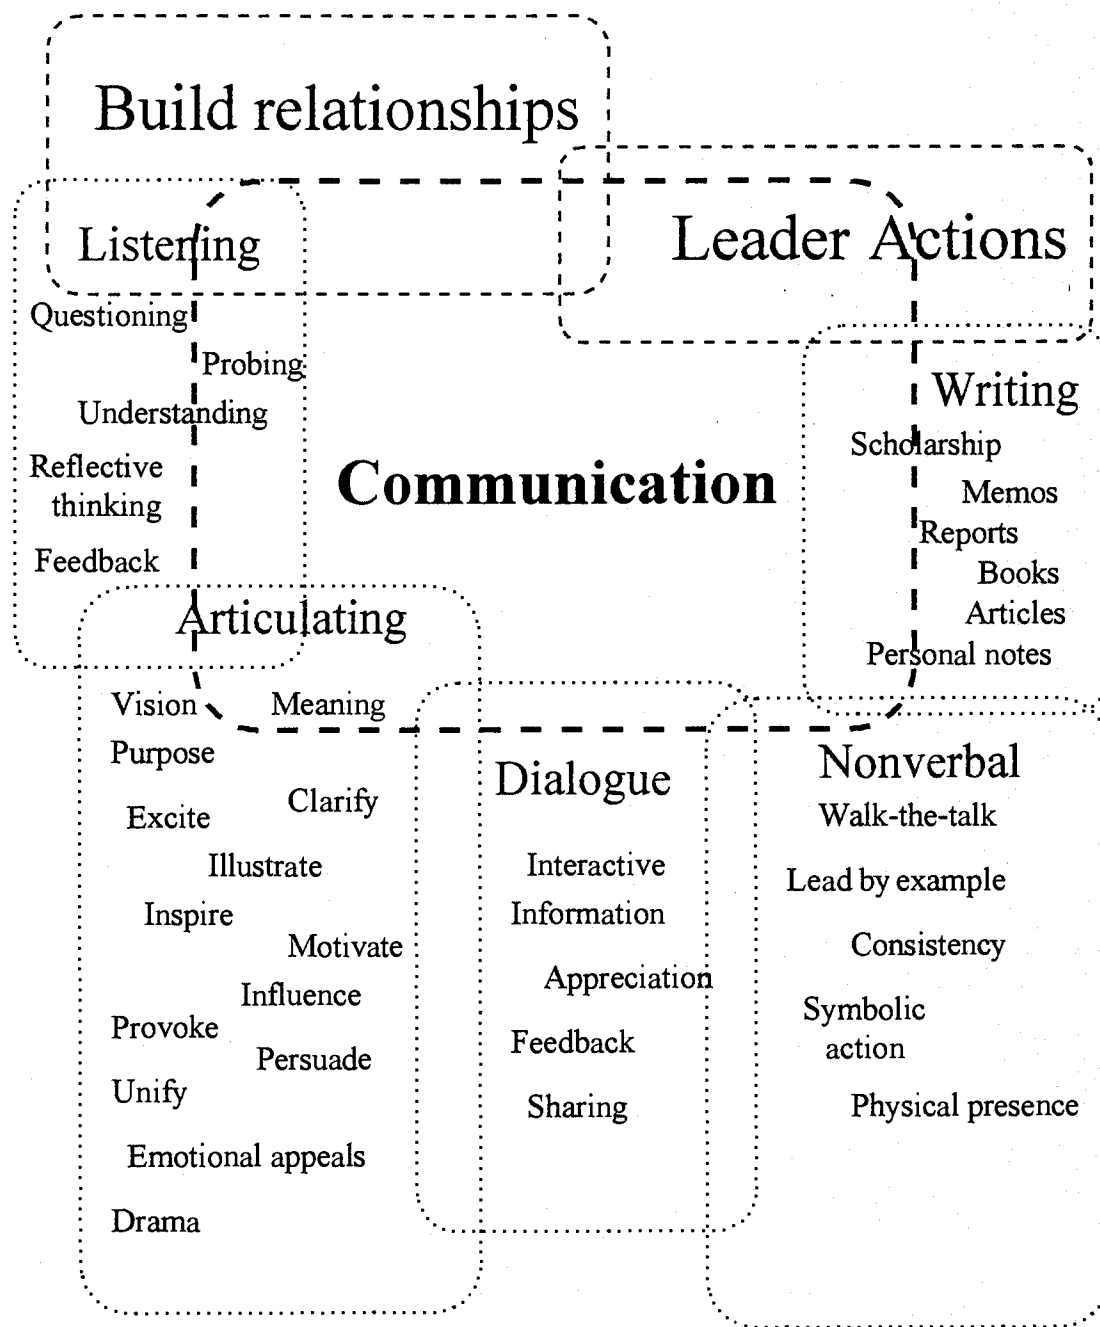 Build relationships
Leader Actions
Listening
Questioning
Probing
Understanding
Reflective
thinking
Feedback
Communication
Writing
Scholarship
Memos
Reports
Books
Articles
Personal notes
Articulating
Vision
Meaning
Purpose
Clarify
Excite
Illustrate
Inspire
Motivate
Influence
Provoke
Persuade
Unify
Emotional appeals
Drama
Dialogue
Interactive
Information
Appreciation
Feedback
Sharing
Nonverbal
Walk-the-talk
Lead by example
Consistency
Symbolic
action
Physical presence